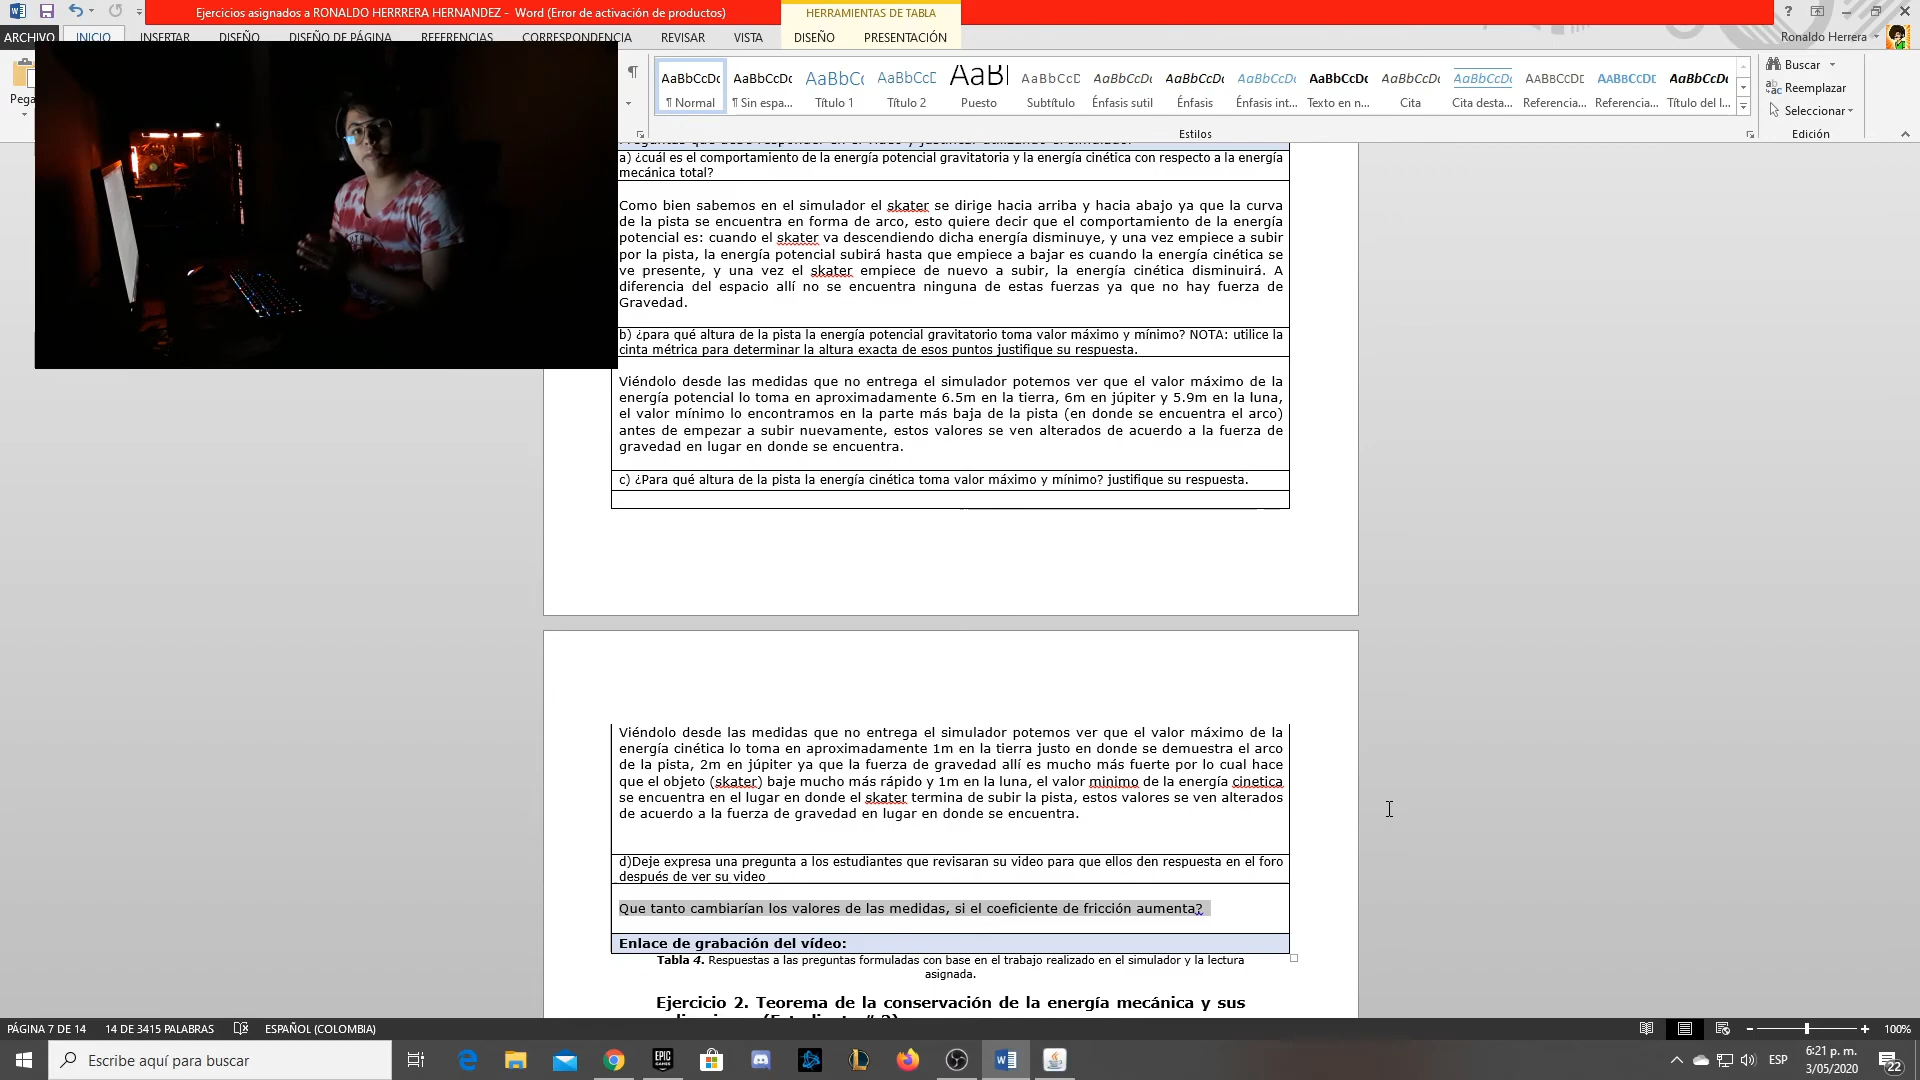 Ejercicios asignados a RONALDO HERRRERA HERNANDEZ - Word (Error de activación de productos)
HERRAMIENTAS DE TABLA
ARCHIVO INICIO INSERTAR DISEÑO DISEÑO DE PÁGINA REFERENCIAS CORRESPONDENCIA REVISAR VISTA DISEÑO PRESENTACIÓN
Ronaldo Herrera
Pega
AaBbCcDc AaBbCcDc AaBbCc AaBbCcD AaBl AaBbCcD AaBbCcDc AaBbCcDc AaBbCcDc AaBbCcDc AaBbCcDc AaBbCcDc AaBbCcDc AaBbCcDc AaBbCcDc
¶ Normal ¶ Sin espa... Título 1 Título 2 Puesto Subtítulo Énfasis sutil Énfasis Énfasis int... Texto en n... Cita Cita desta... Referencia... Referencia... Título del l...
Estilos
Buscar
Reemplazar
Seleccionar
Edición
a) ¿cuál es el comportamiento de la energía potencial gravitatoria y la energía cinética con respecto a la energía
mecánica total?
Como bien sabemos en el simulador el skater se dirige hacia arriba y hacia abajo ya que la curva
de la pista se encuentra en forma de arco, esto quiere decir que el comportamiento de la energía
potencial es: cuando el skater va descendiendo dicha energía disminuye, y una vez empiece a subir
por la pista, la energía potencial subirá hasta que empiece a bajar es cuando la energía cinética se
ve presente, y una vez el skater empiece de nuevo a subir, la energía cinética disminuirá. A
diferencia del espacio allí no se encuentra ninguna de estas fuerzas ya que no hay fuerza de
Gravedad.
b) ¿para qué altura de la pista la energía potencial gravitatorio toma valor máximo y mínimo? NOTA: utilice la
cinta métrica para determinar la altura exacta de esos puntos justifique su respuesta.
Viéndolo desde las medidas que no entrega el simulador potemos ver que el valor máximo de la
energía potencial lo toma en aproximadamente 6.5m en la tierra, 6m en júpiter y 5.9m en la luna,
el valor mínimo lo encontramos en la parte más baja de la pista (en donde se encuentra el arco)
antes de empezar a subir nuevamente, estos valores se ven alterados de acuerdo a la fuerza de
gravedad en lugar en donde se encuentra.
c) ¿Para qué altura de la pista la energía cinética toma valor máximo y mínimo? justifique su respuesta.
Viéndolo desde las medidas que no entrega el simulador potemos ver que el valor máximo de la
energía cinética lo toma en aproximadamente 1m en la tierra justo en donde se demuestra el arco
de la pista, 2m en júpiter ya que la fuerza de gravedad allí es mucho más fuerte por lo cual hace
que el objeto (skater) baje mucho más rápido y 1m en la luna, el valor minimo de la energía cinetica
se encuentra en el lugar en donde el skater termina de subir la pista, estos valores se ven alterados
de acuerdo a la fuerza de gravedad en lugar en donde se encuentra.
d)Deje expresa una pregunta a los estudiantes que revisaran su video para que ellos den respuesta en el foro
después de ver su video
Que tanto cambiarían los valores de las medidas, si el coeficiente de fricción aumenta?
Enlace de grabación del vídeo:
Tabla 4. Respuestas a las preguntas formuladas con base en el trabajo realizado en el simulador y la lectura
asignada.
Ejercicio 2. Teorema de la conservación de la energía mecánica y sus
PÁGINA 7 DE 14 14 DE 3415 PALABRAS ESPAÑOL (COLOMBIA) 100%
Escribe aquí para buscar
EPIC GAMES
ESP
6:21 p. m.
3/05/2020
22